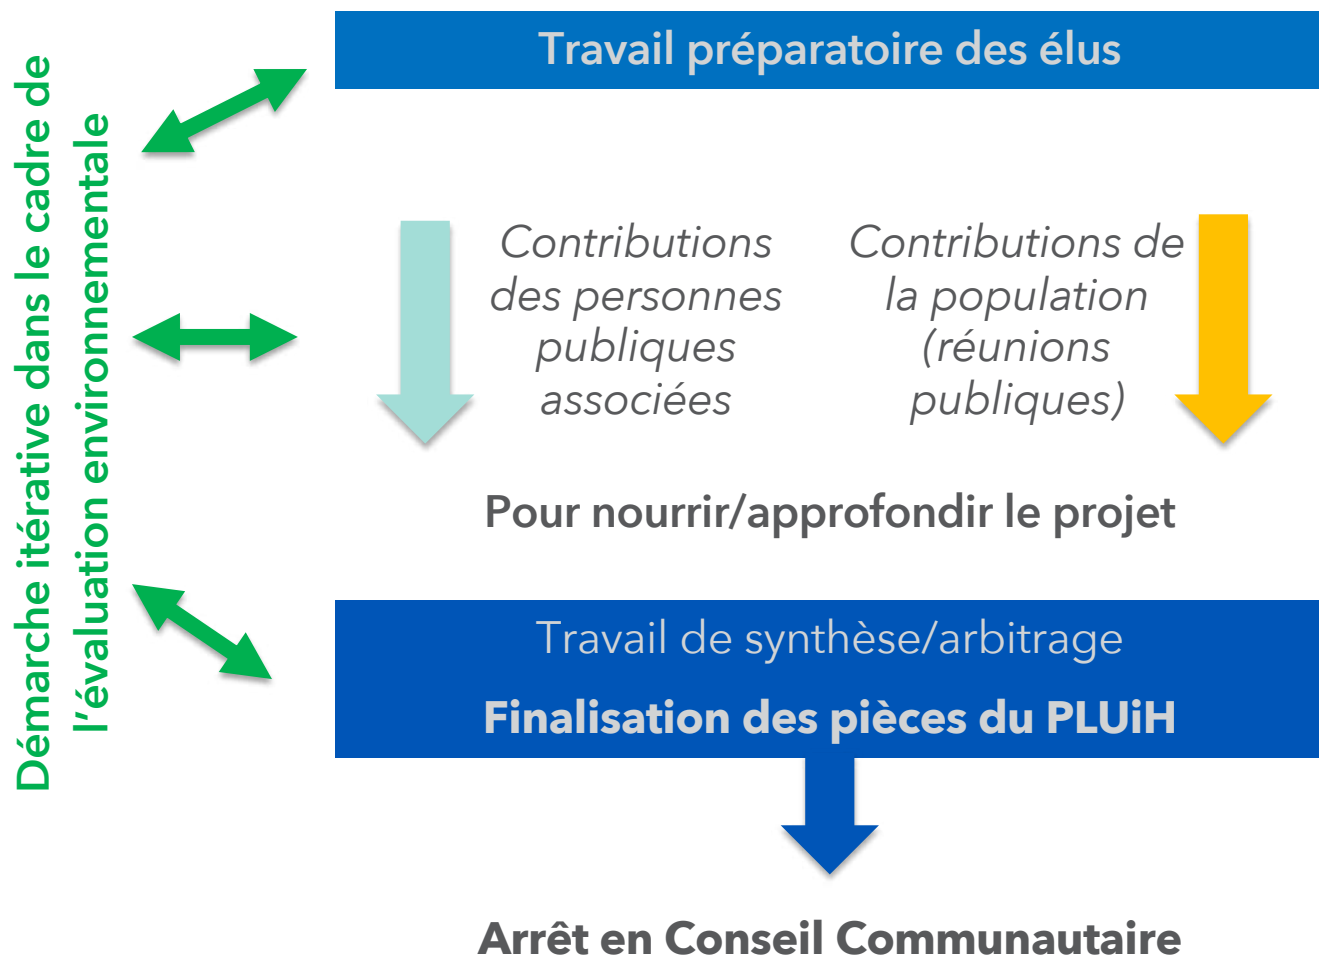 Démarche itérative dans le cadre de
l'évaluation environnementale
Travail préparatoire des élus
Contributions
des personnes
publiques
associées
Contributions de
la population
(réunions
publiques)
Pour nourrir/approfondir le projet
Travail de synthèse/arbitrage
Finalisation des pièces du PLUiH
Arrêt en Conseil Communautaire